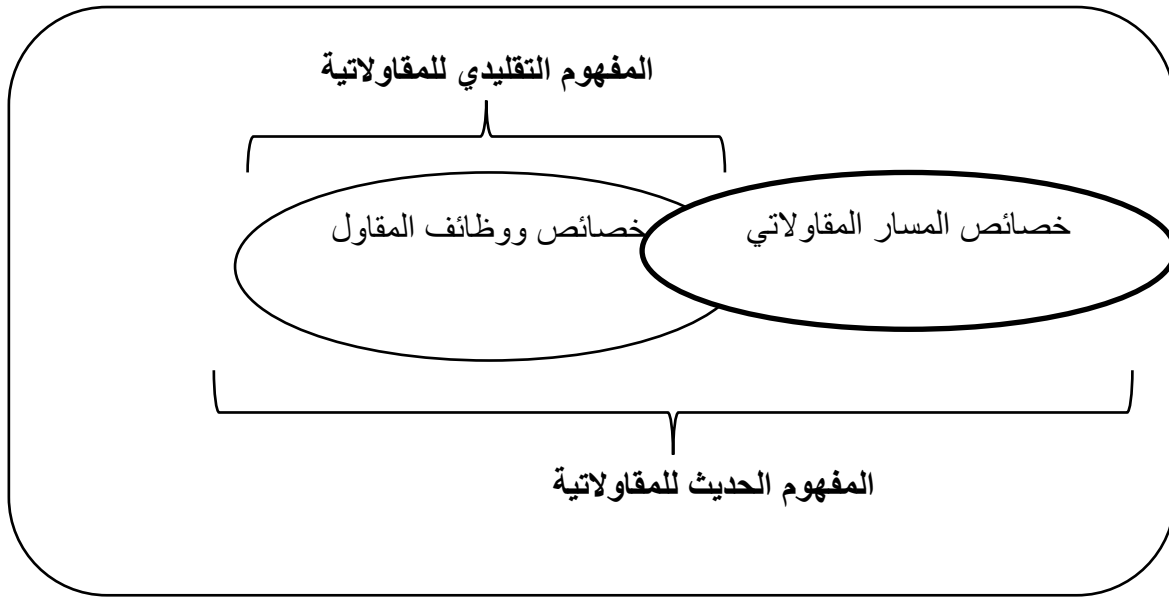 المفهوم التقليدي للمقاولاتية
خصائص المسار المقاولاتي
خصائص ووظائف المقاول
المفهوم الحديث للمقاولاتية